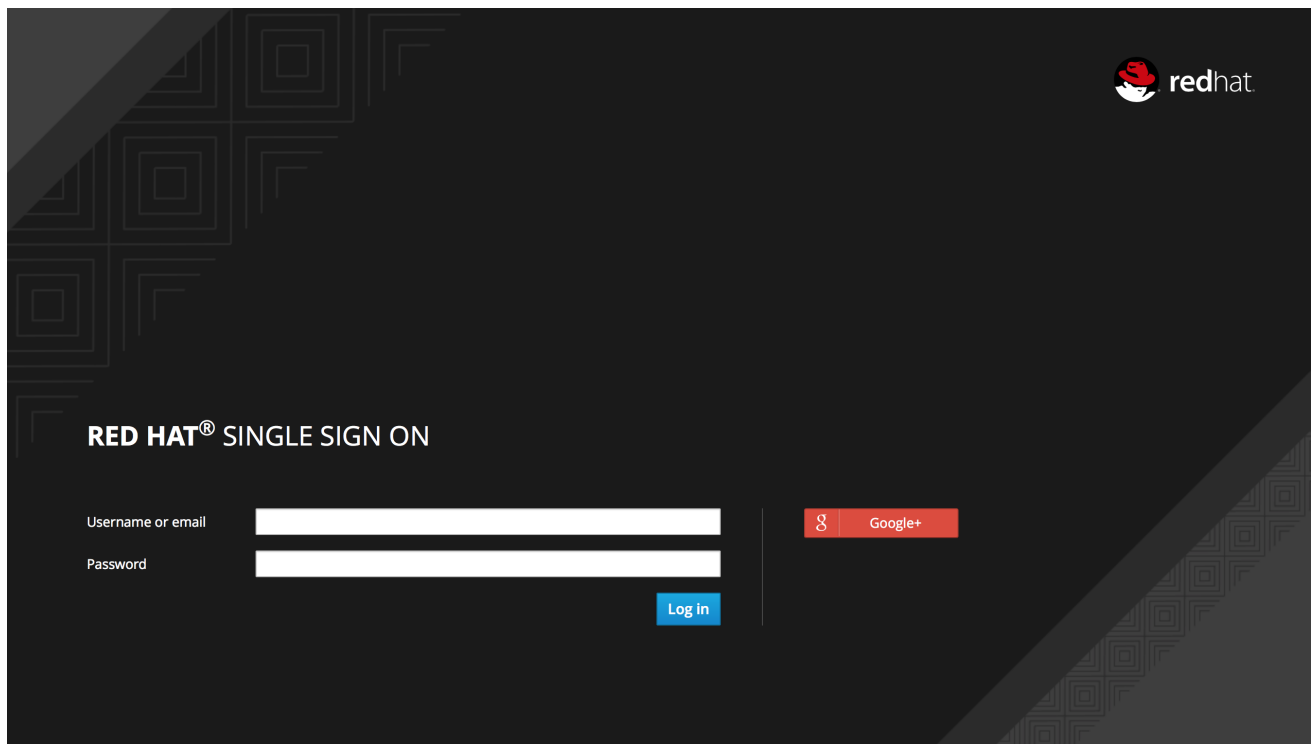 redhat.
RED HAT® SINGLE SIGN ON
Username or email
Password
Log in
g Google+